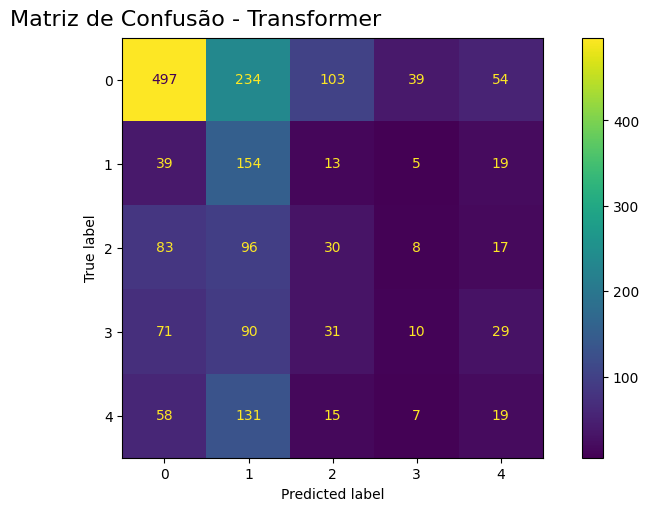 Matriz de Confusão - Transformer
True label
0 497 234 103 39 54
1 39 154 13 5 19
2 83 96 30 8 17
3 71 90 31 10 29
4 58 131 15 7 19
0 1 2 3 4
Predicted label
400
300
200
100